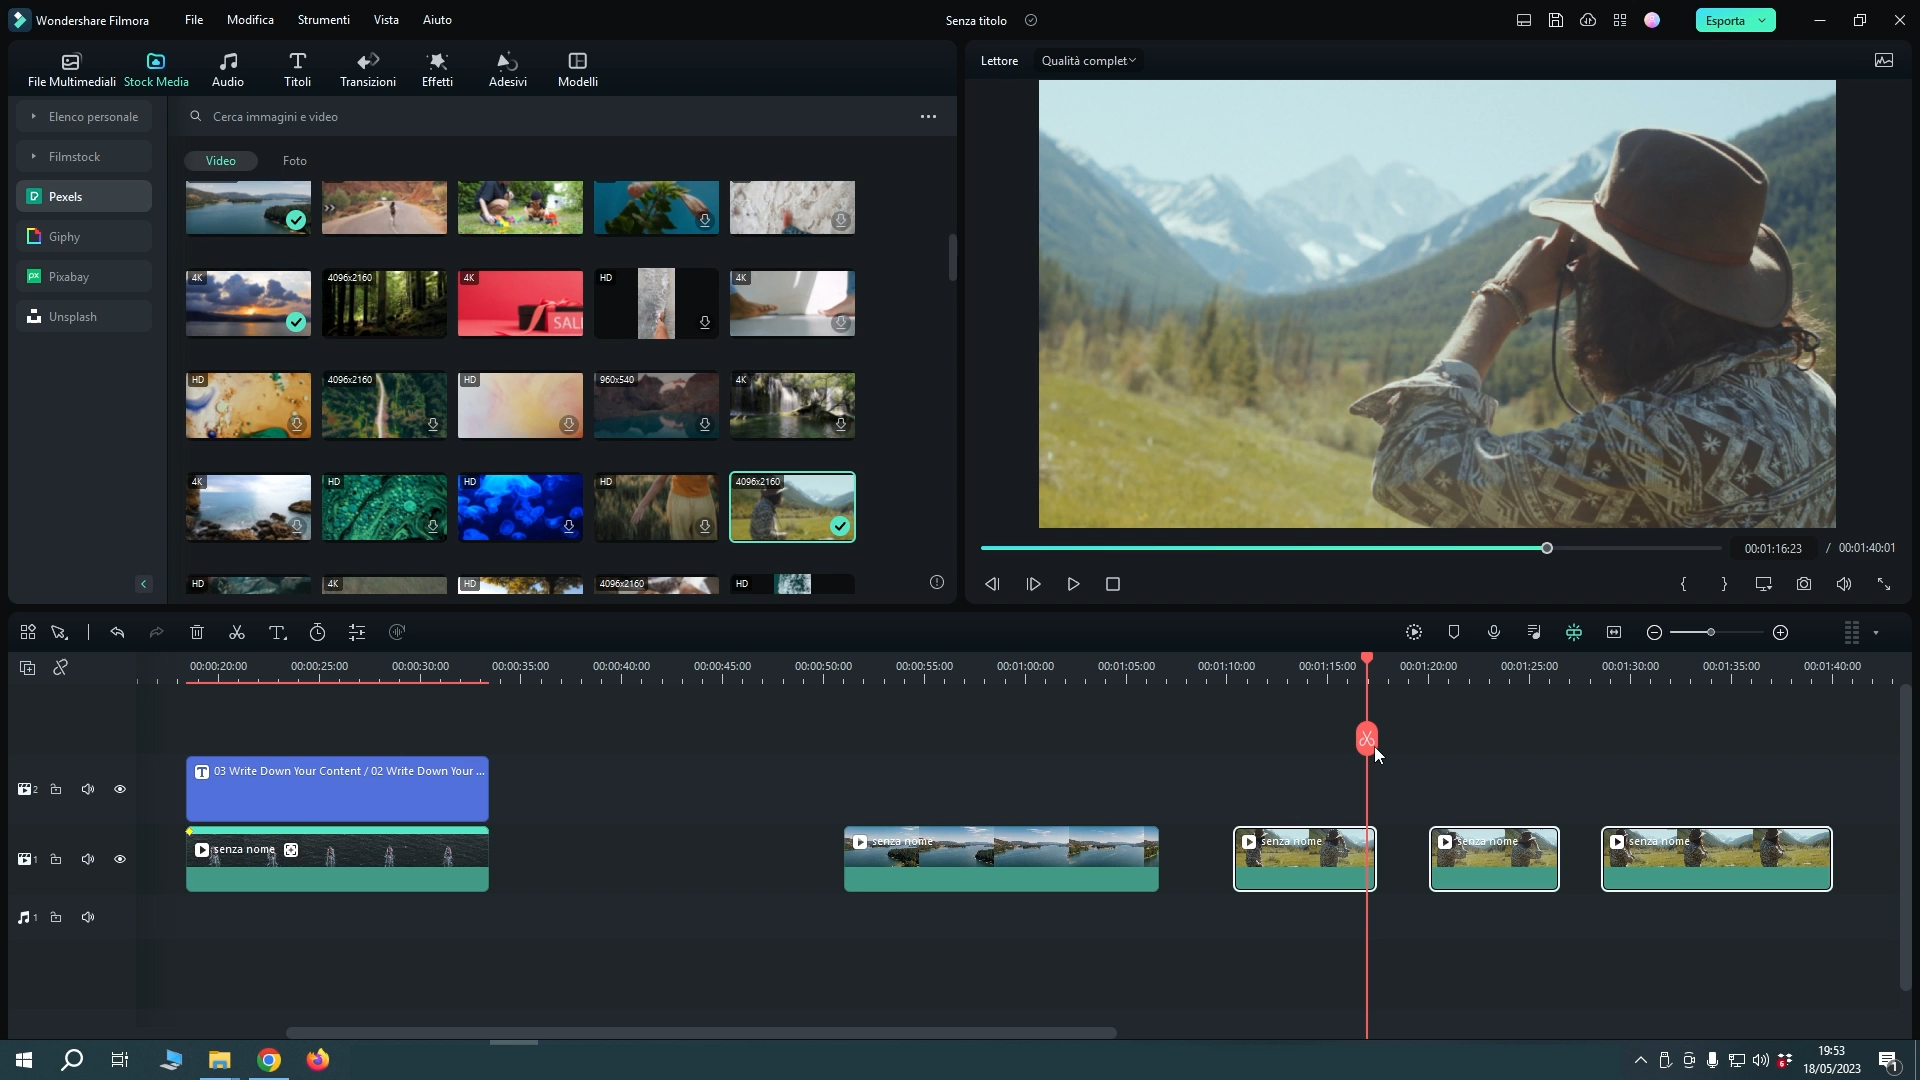 Wondershare Filmora
File
Modifica
Strumenti
Vista
Aiuto
Senza titolo
Esporta
File Multimediali
Stock Media
Audio
Titoli
Transizioni
Effetti
Adesivi
Modelli
Lettore
Qualità complet
Elenco personale
Filmstock
Pexels
Giphy
Pixabay
Unsplash
Cerca immagini e video
Video
Foto
4K
4096x2160
4K
SALE
HD
4K
HD
4096x2160
HD
960x540
4K
4K
HD
HD
HD
4096x2160
HD
4K
HD
4096x2160
HD
00:01:16:23 / 00:01:40:01
00:00:20:00
00:00:25:00
00:00:30:00
00:00:35:00
00:00:40:00
00:00:45:00
00:00:50:00
00:00:55:00
00:01:00:00
00:01:05:00
00:01:10:00
00:01:15:00
00:01:20:00
00:01:25:00
00:01:30:00
00:01:35:00
00:01:40:00
2
T 03 Write Down Your Content / 02 Write Down Your ...
1
senza nome
senza nome
senza nome
senza nome
senza nome
1
19:53
18/05/2023
1